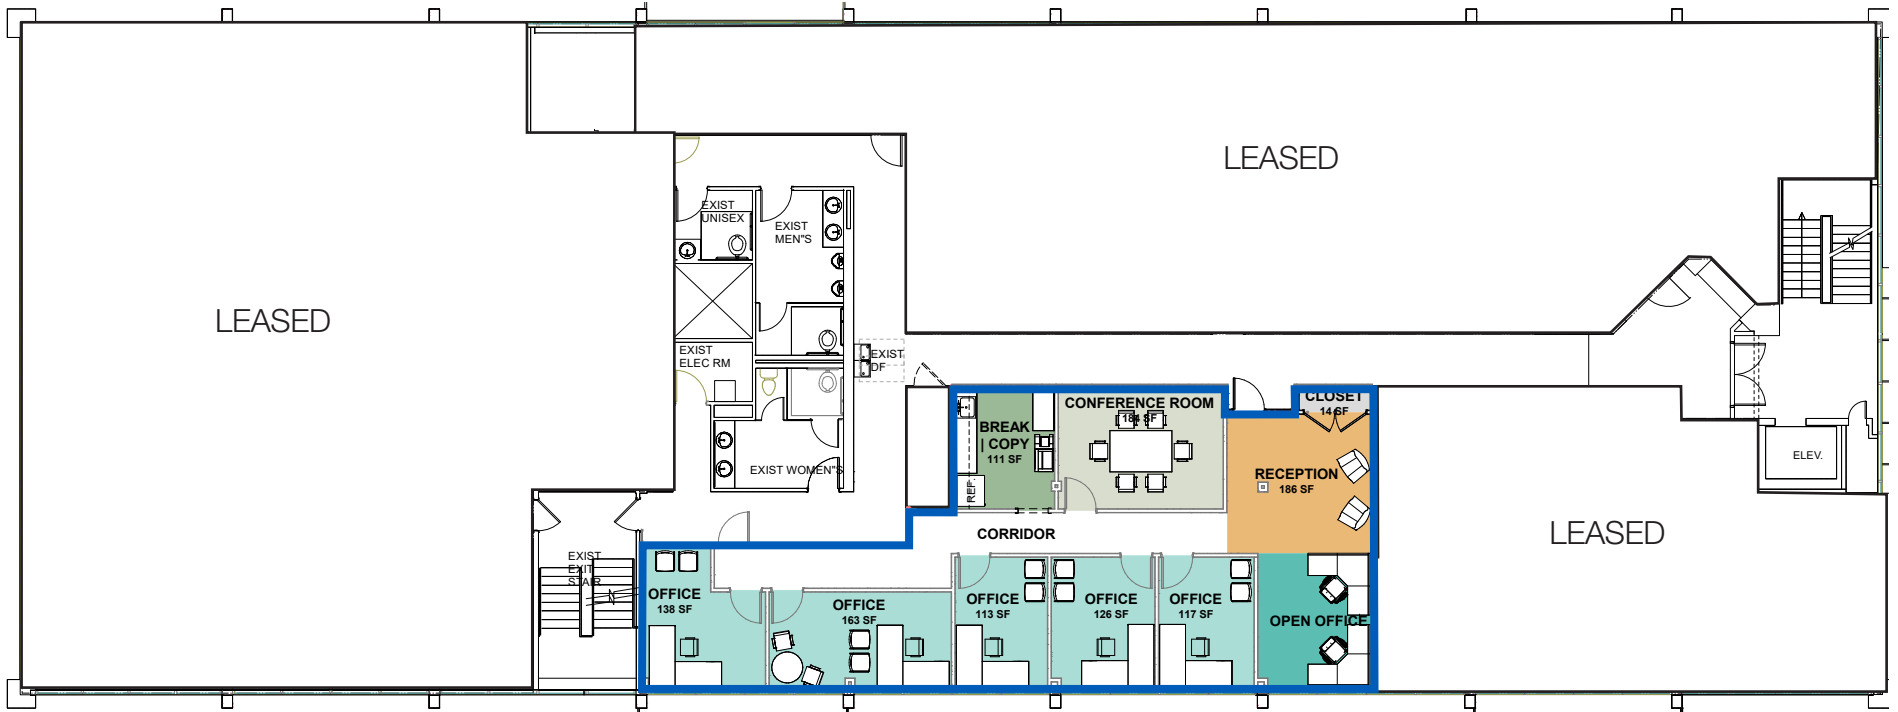 LEASED
LEASED
EXIST
UNISEX
EXIST
MEN"S
EXIST
ELEC RM
EXIST
DF
EXIST WOMEN"S
EXIST
EXIT
STAIR
BREAK
| COPY
111 SF
REF.
CONFERENCE ROOM
184 SF
CLOSET
14 SF
RECEPTION
186 SF
CORRIDOR
OFFICE
138 SF
OFFICE
163 SF
OFFICE
113 SF
OFFICE
126 SF
OFFICE
117 SF
OPEN OFFICE
LEASED
ELEV.